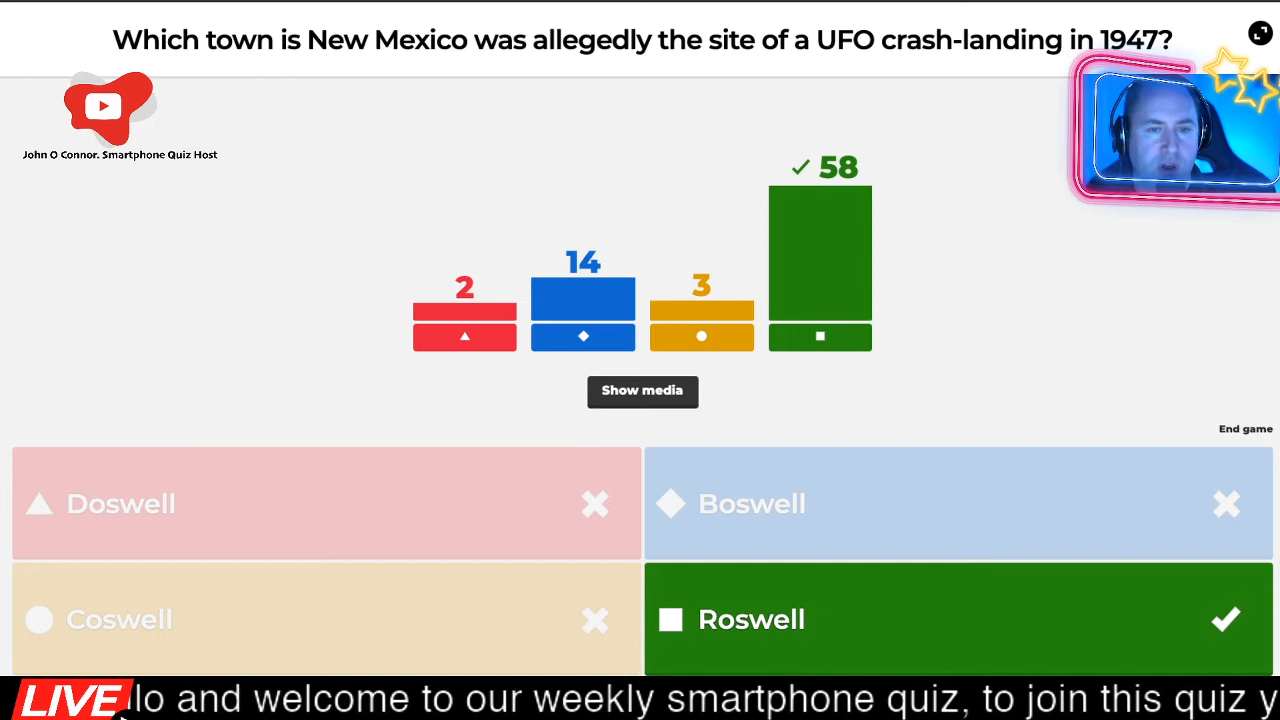 Which town is New Mexico was allegedly the site of a UFO crash-landing in 1947?
John O Connor. Smartphone Quiz Host
58
14
2
3
Show media
End game
Doswell
Boswell
Coswell
Roswell
LIVE
lo and welcome to our weekly smartphone quiz, to join this quiz y